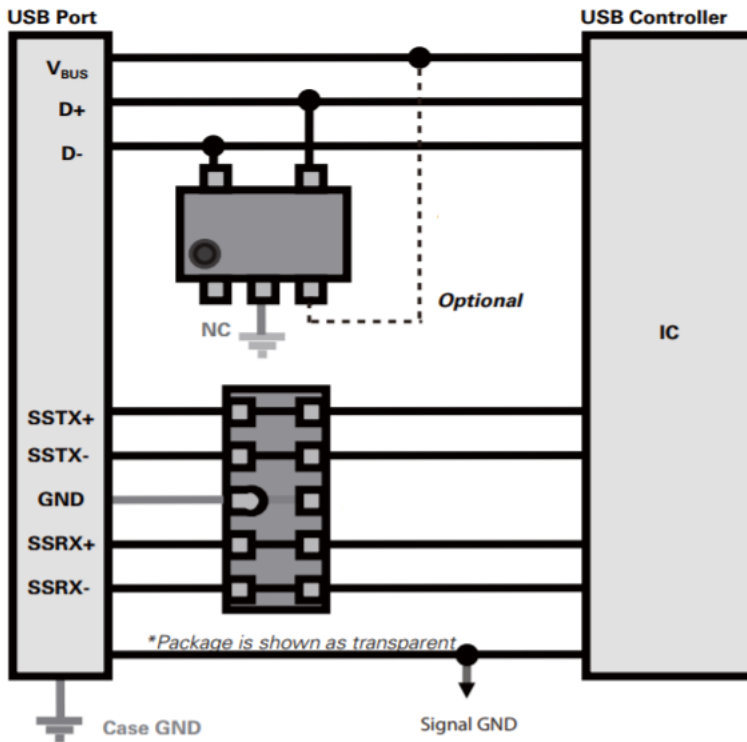 USB Port
USB Controller
VBUS
D+
D-
Optional
NC
IC
SSTX+
SSTX-
GND
SSRX+
SSRX-
*Package is shown as transparent
Case GND
Signal GND